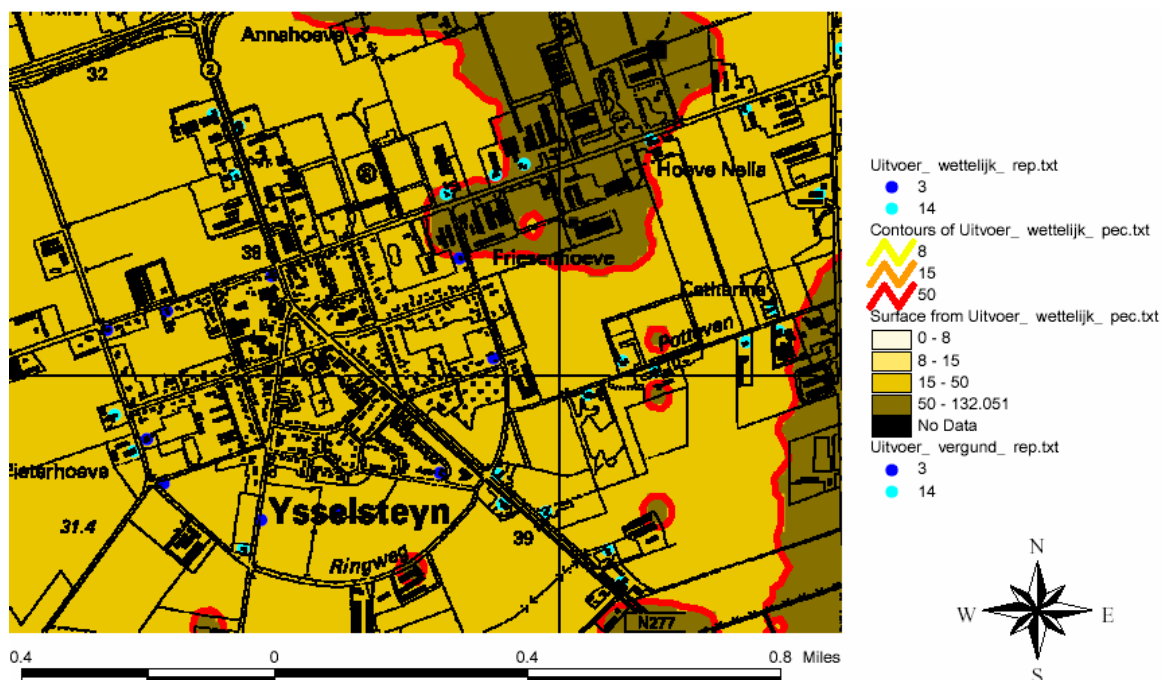 Annahoeve
32
2
Hoeve Nella
38
Friesenhoeve
Catharina
Potteven
Pieterhoeve
31.4
Ysselsteyn
39
Ringweg
N277
Uitvoer_ wettelijk_ rep.txt
3
14
Contours of Uitvoer_ wettelijk_ pec.txt
8
15
50
Surface from Uitvoer_ wettelijk_ pec.txt
0 - 8
8 - 15
15 - 50
50 - 132.051
No Data
Uitvoer_ vergund_ rep.txt
3
14
N
W
E
S
0.4
0
0.4
0.8 Miles